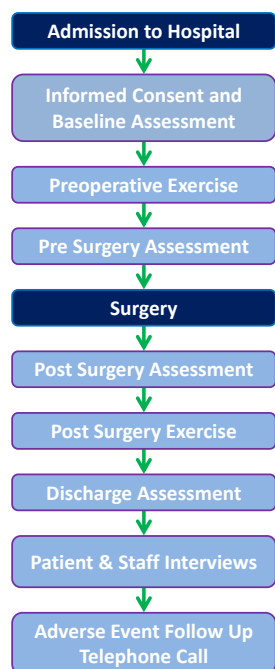 Admission to Hospital
Informed Consent and
Baseline Assessment
Preoperative Exercise
Pre Surgery Assessment
Surgery
Post Surgery Assessment
Post Surgery Exercise
Discharge Assessment
Patient & Staff Interviews
Adverse Event Follow Up
Telephone Call